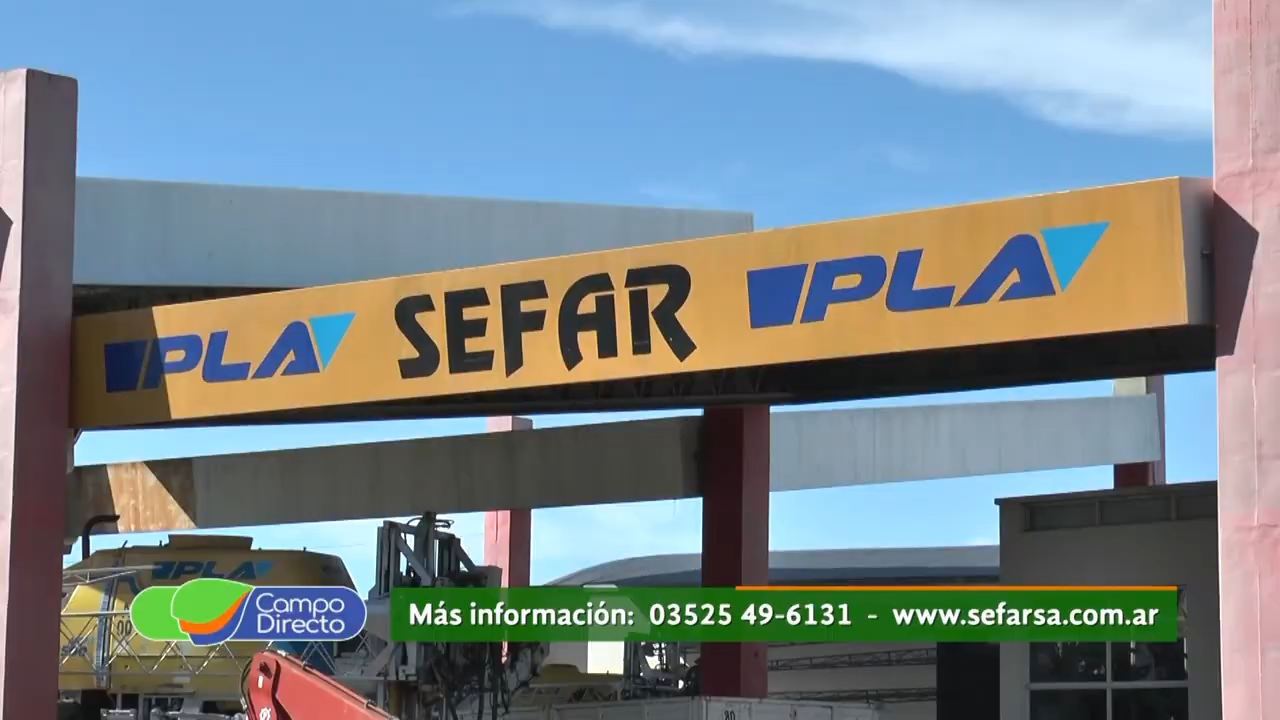 PLA SEFAR PLA
PLA
Campo
Directo
Más información: 03525 49-6131 - www.sefarsa.com.ar